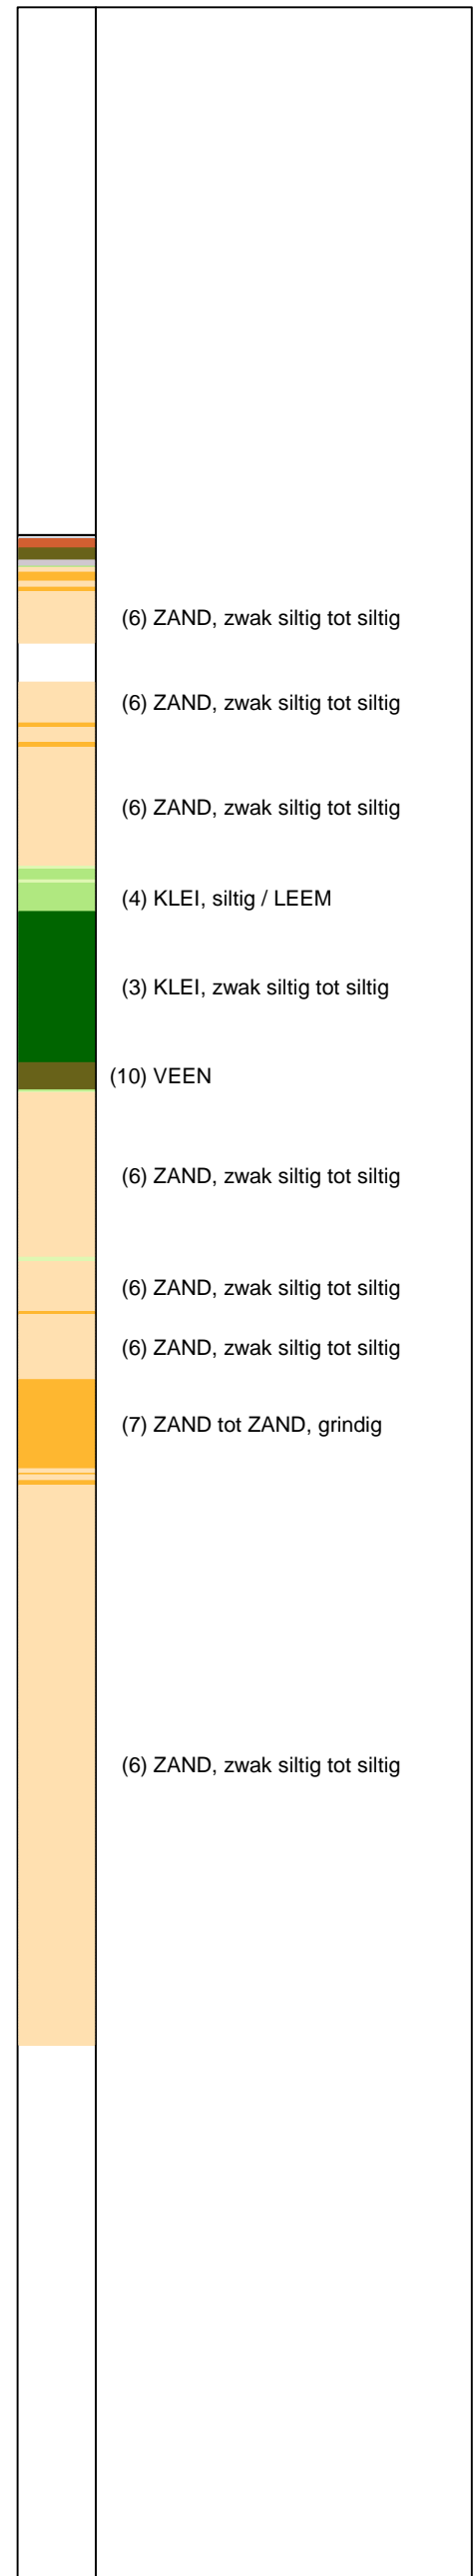 (6) ZAND, zwak siltig tot siltig
(6) ZAND, zwak siltig tot siltig
(6) ZAND, zwak siltig tot siltig
(4) KLEI, siltig / LEEM
(3) KLEI, zwak siltig tot siltig
(10) VEEN
(6) ZAND, zwak siltig tot siltig
(6) ZAND, zwak siltig tot siltig
(6) ZAND, zwak siltig tot siltig
(7) ZAND tot ZAND, grindig
(6) ZAND, zwak siltig tot siltig